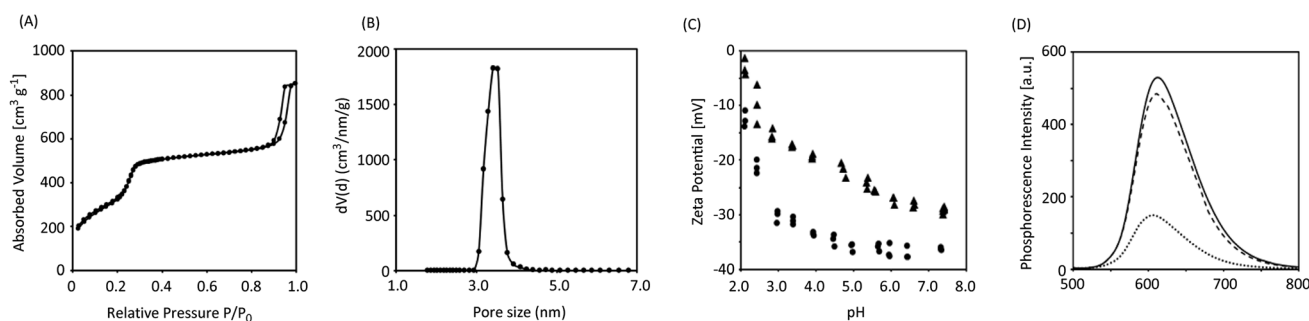 (A)
1000
800
600
400
200
0
0 0.2 0.4 0.6 0.8 1.0
Absorbed Volume [cm³ g⁻¹]
Relative Pressure P/P₀
(B)
2000
1500
1000
500
0
1.0 3.0 5.0 7.0
dV(d) (cm³/nm/g)
Pore size (nm)
(C)
0
-10
-20
-30
-40
2.0 3.0 4.0 5.0 6.0 7.0 8.0
Zeta Potential [mV]
pH
(D)
600
400
200
0
500 600 700 800
Phosphorescence Intensity [a.u.]